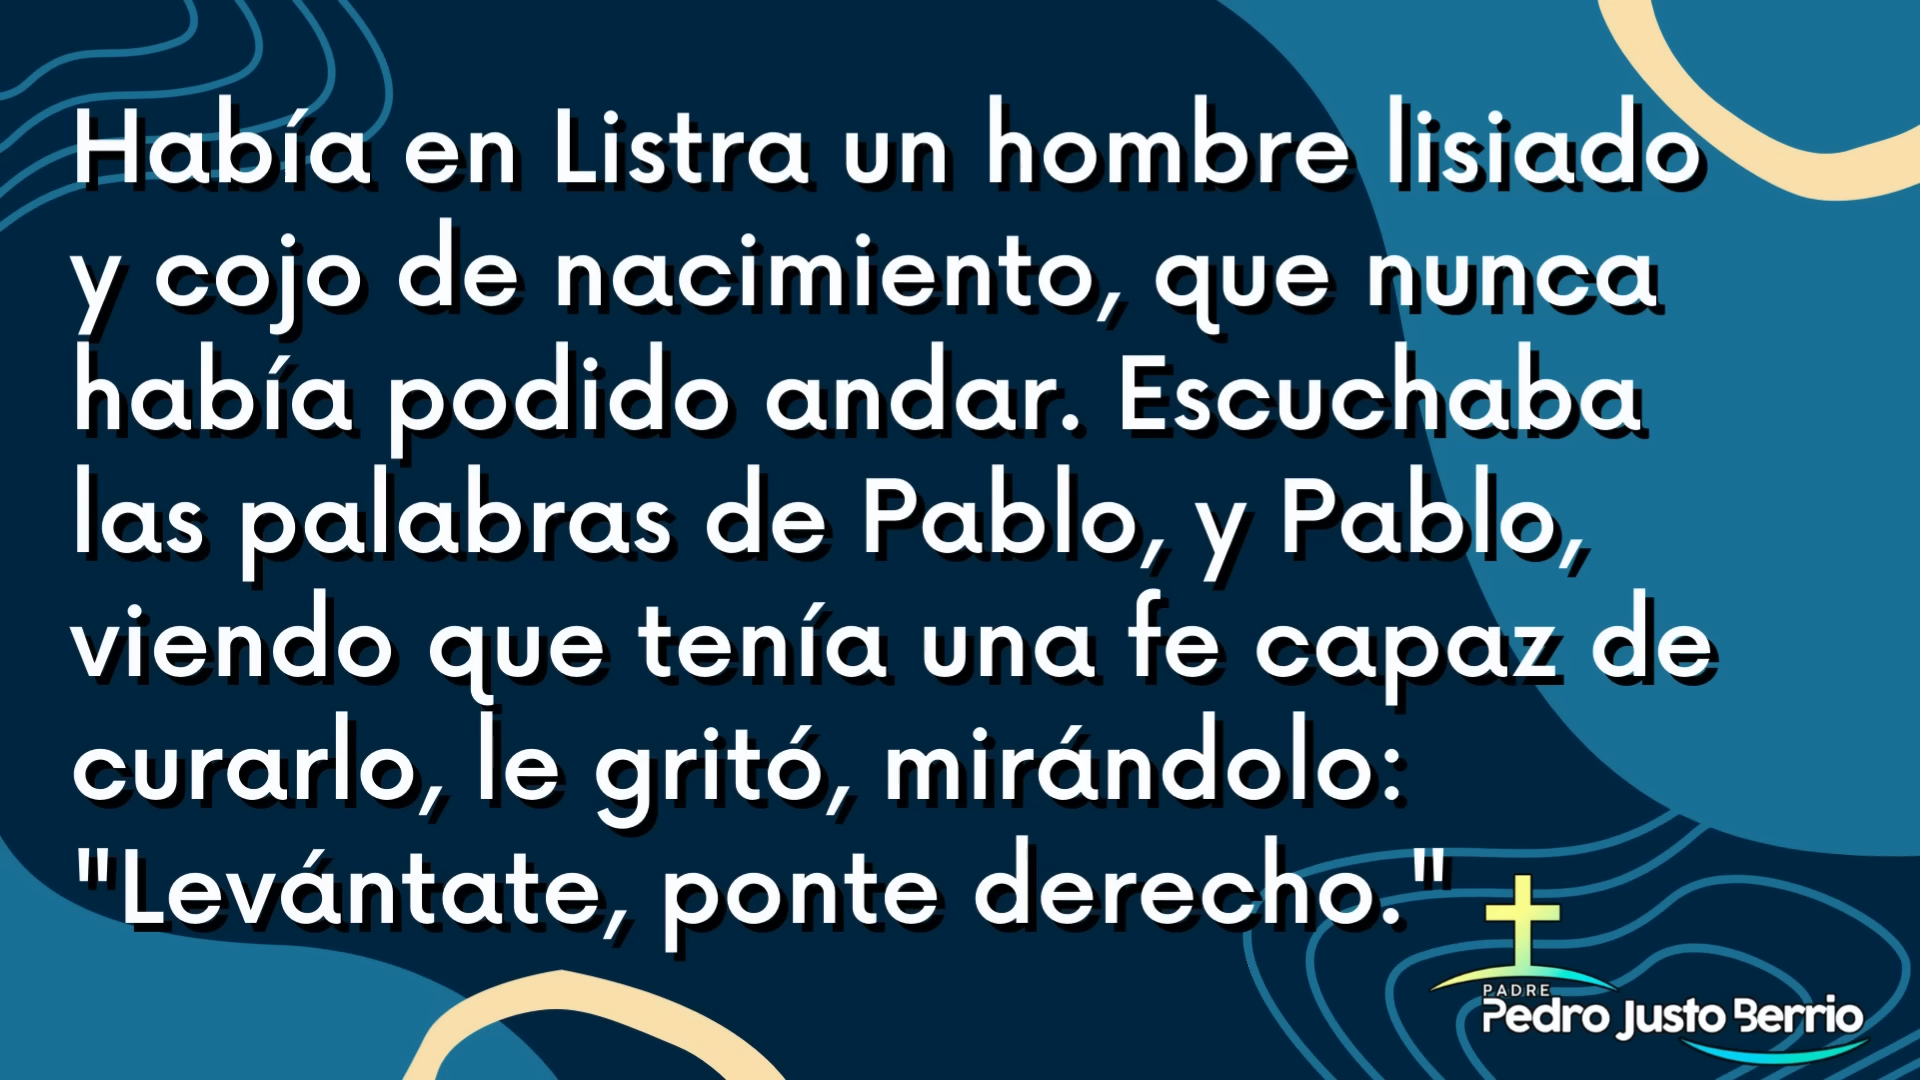 Había en Listra un hombre lisiado
y cojo de nacimiento, que nunca
había podido andar. Escuchaba
las palabras de Pablo, y Pablo,
viendo que tenía una fe capaz de
curarlo, le gritó, mirándolo:
"Levántate, ponte derecho."
PADRE
Pedro Justo Berrio